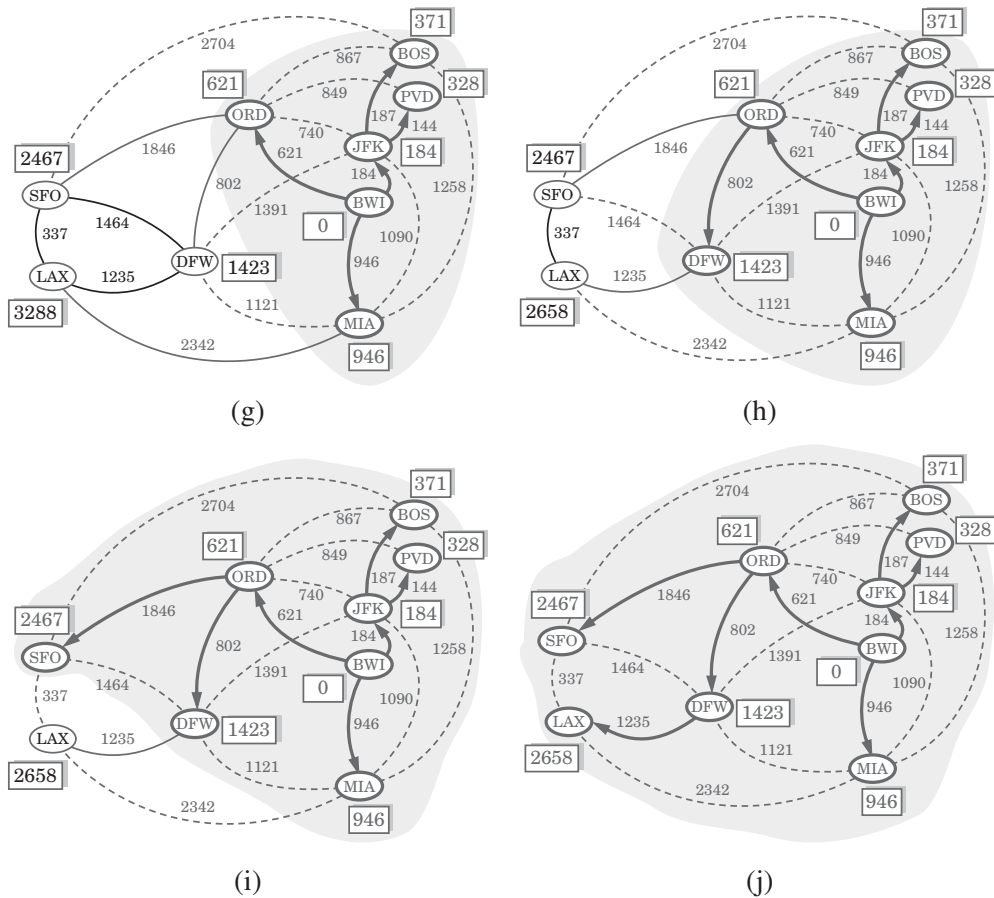 371
2704
BOS
867
328
621
849
PVD
ORD
187
144
740
JFK
2467
1846
621
184
184
SFO
802
1258
BWI
1464
1391
0
337
1090
DFW
1423
946
LAX
1235
3288
1121
MIA
2342
946
(g)
371
2704
BOS
867
328
621
849
PVD
ORD
187
144
740
JFK
2467
1846
621
184
184
SFO
802
1258
BWI
1464
1391
0
337
1090
DFW
1423
946
LAX
1235
2658
1121
MIA
2342
946
(h)
371
2704
BOS
867
328
621
849
PVD
ORD
187
144
740
JFK
2467
1846
621
184
184
SFO
802
1258
BWI
1464
1391
0
337
1090
DFW
1423
946
LAX
1235
2658
1121
MIA
2342
946
(i)
371
2704
BOS
867
328
621
849
PVD
ORD
187
144
740
JFK
2467
1846
621
184
184
SFO
802
1258
BWI
1464
1391
0
337
1090
DFW
1423
946
LAX
1235
2658
1121
MIA
2342
946
(j)